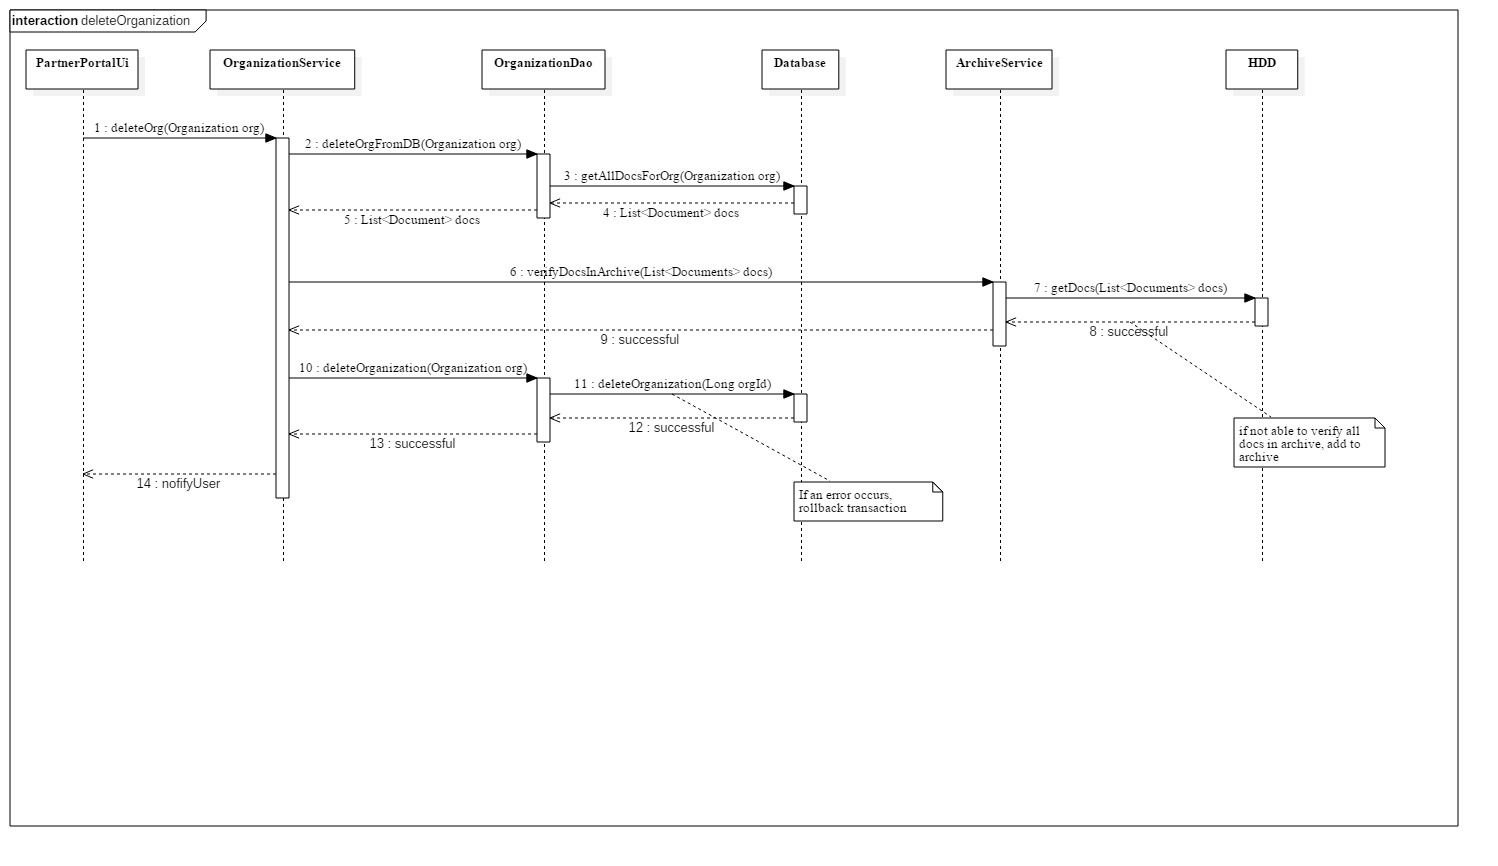 interaction deleteOrganization
PartnerPortalUi
OrganizationService
OrganizationDao
Database
ArchiveService
HDD
1 : deleteOrg(Organization org)
2 : deleteOrgFromDB(Organization org)
3 : getAllDocsForOrg(Organization org)
4 : List<Document> docs
5 : List<Document> docs
6 : verifyDocsInArchive(List<Documents> docs)
7 : getDocs(List<Documents> docs)
8 : successful
9 : successful
10 : deleteOrganization(Organization org)
11 : deleteOrganization(Long orgId)
12 : successful
13 : successful
if not able to verify all
docs in archive, add to
archive
14 : nofifyUser
If an error occurs,
rollback transaction